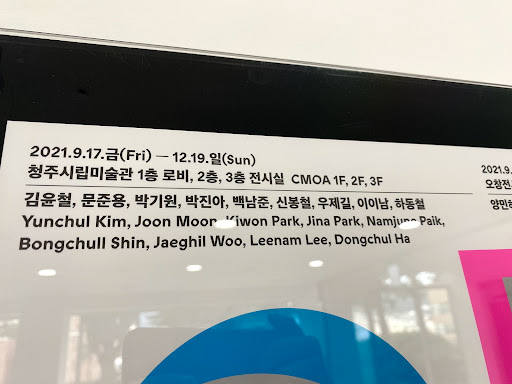 2021.9.17.금(Fri) — 12.19.일(Sun)
청주시립미술관 1층 로비, 2층, 3층 전시실 CMOA 1F, 2F, 3F
김윤철, 문준용, 박기원, 박진아, 백남준, 신봉철, 우제길, 이이남, 하동철
Yunchul Kim, Joon Moon, Kiwon Park, Jina Park, Namjune Paik,
Bongchull Shin, Jaeghil Woo, Leenam Lee, Dongchul Ha
2021.9
오창전